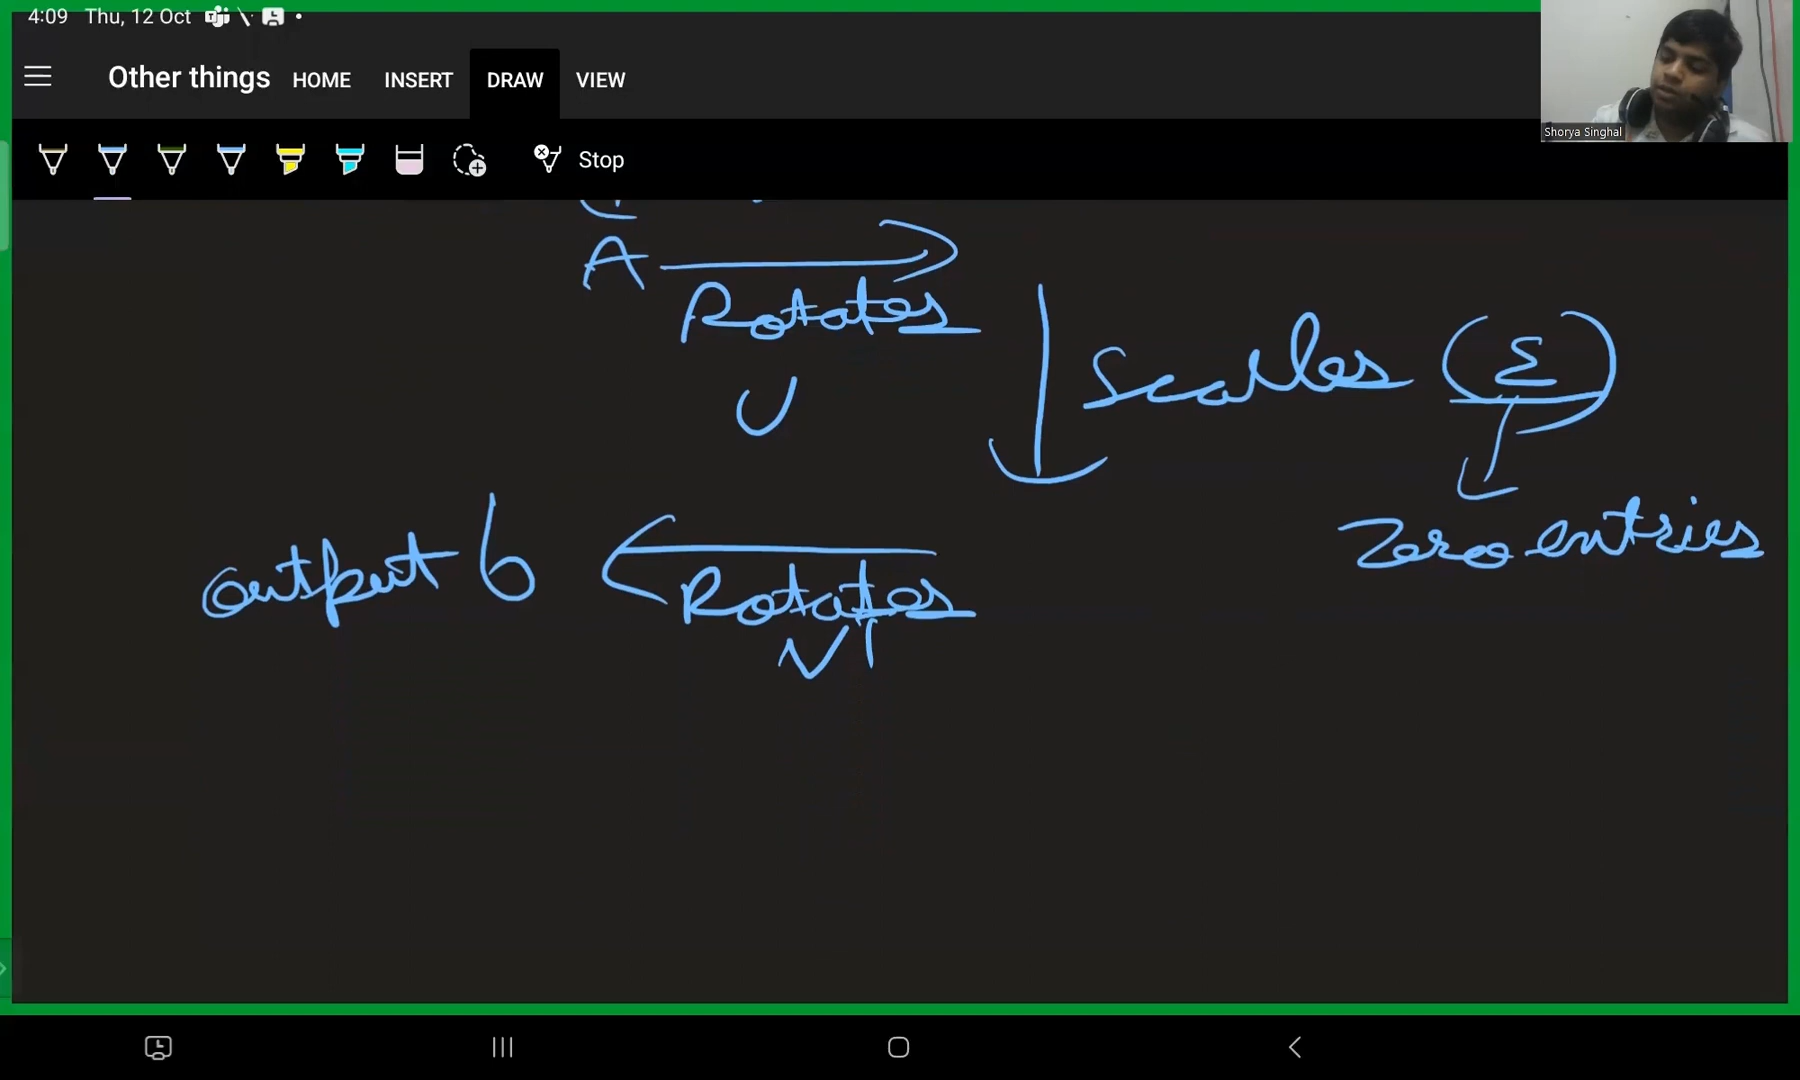 4:09 Thu, 12 Oct
Other things HOME INSERT DRAW VIEW
Shorya Singhal
Stop
A
Rotates
U
Scales (Σ)
zero entries
output b
Rotates
VT